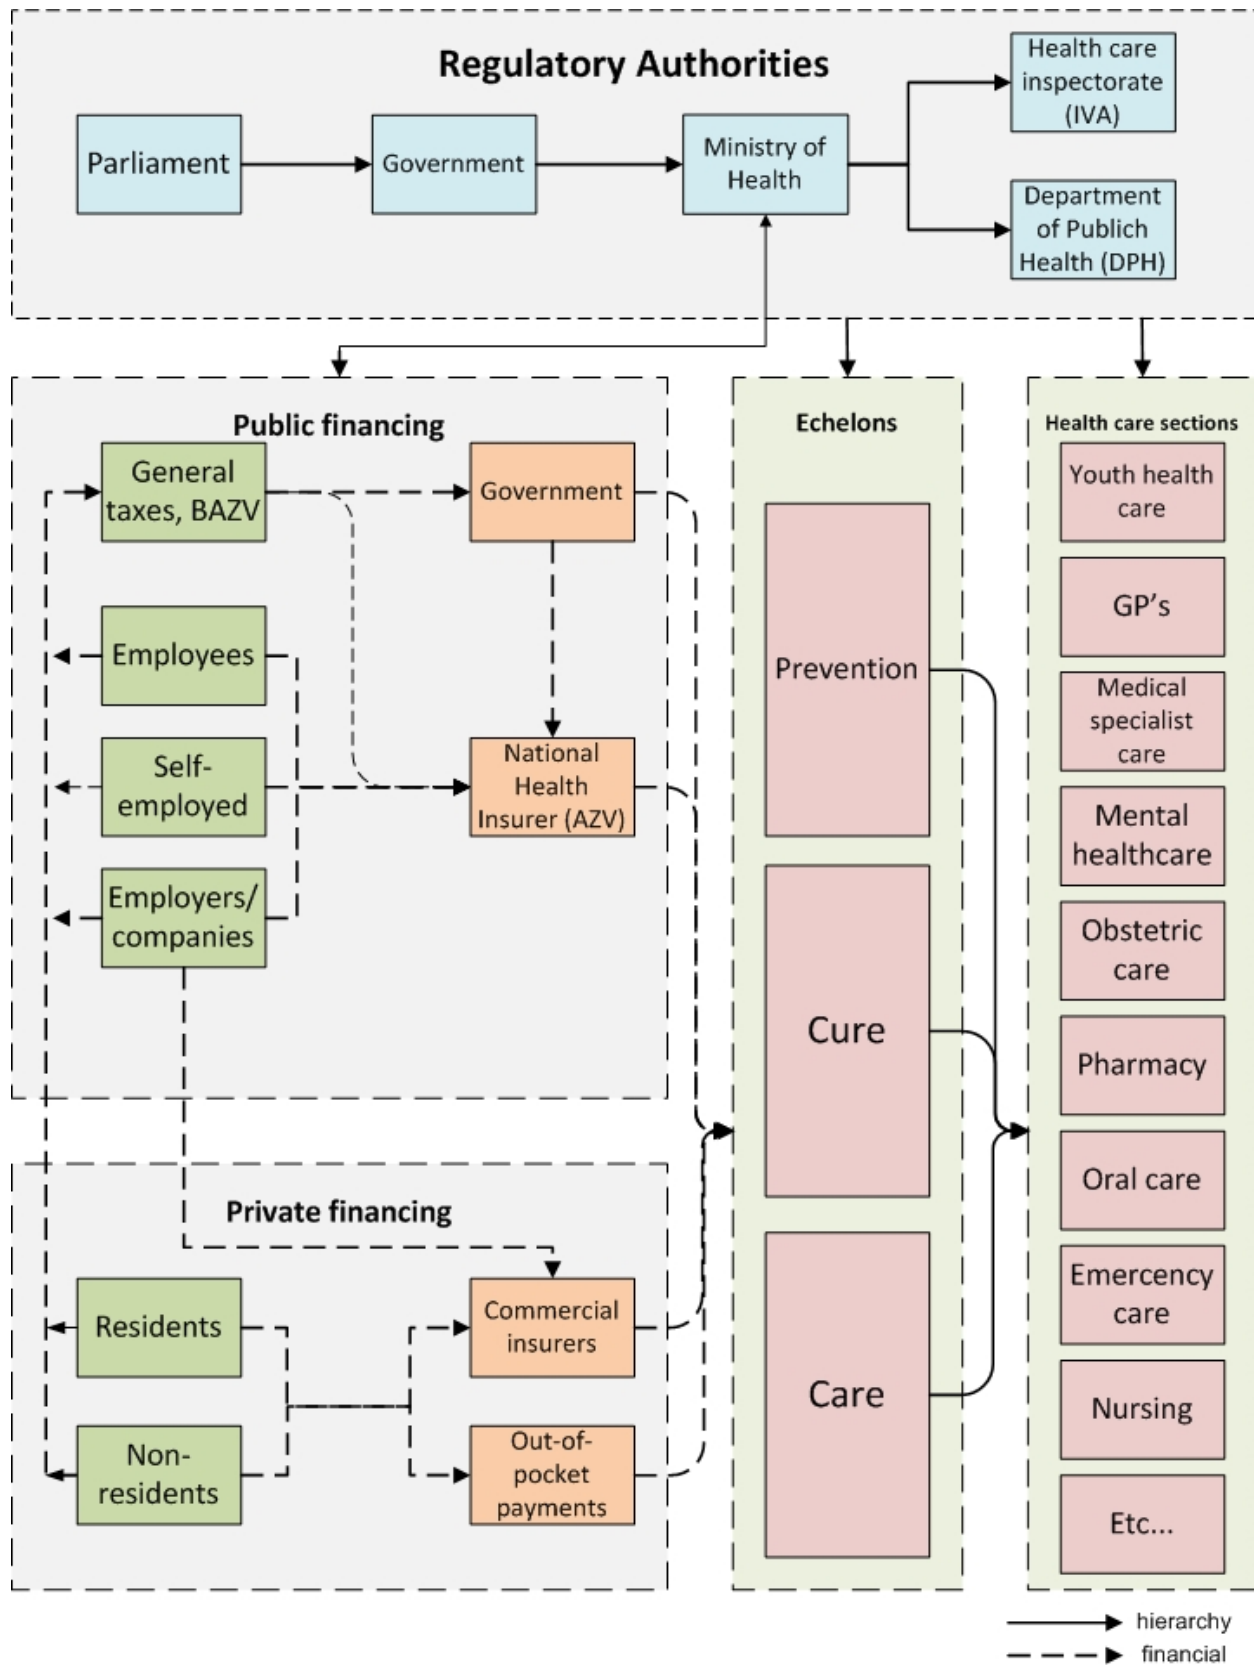 Regulatory Authorities
Parliament
Government
Ministry of
Health
Health care
inspectorate
(IVA)
Department
of Publich
Health (DPH)
Public financing
General
taxes, BAZV
Government
Employees
Self-
employed
National
Health
Insurer (AZV)
Employers/
companies
Private financing
Residents
Commercial
insurers
Non-
residents
Out-of-
pocket
payments
Echelons
Prevention
Cure
Care
Health care sections
Youth health
care
GP's
Medical
specialist
care
Mental
healthcare
Obstetric
care
Pharmacy
Oral care
Emercency
care
Nursing
Etc...
hierarchy
financial